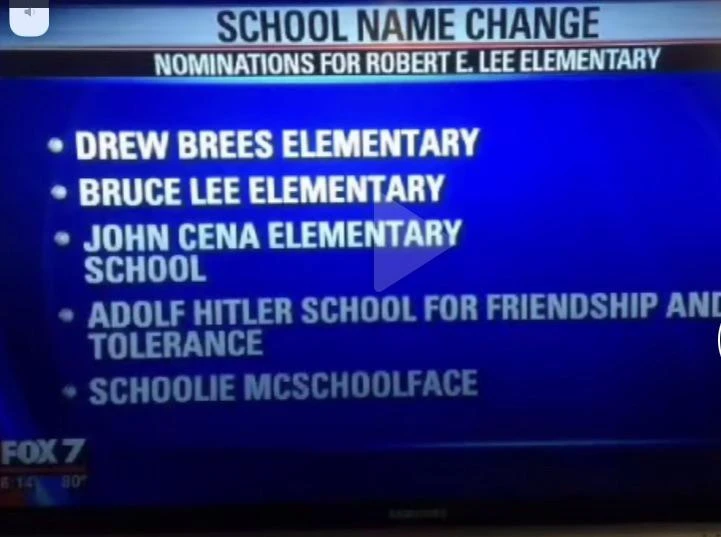 SCHOOL NAME CHANGE
NOMINATIONS FOR ROBERT E. LEE ELEMENTARY
• DREW BREES ELEMENTARY
• BRUCE LEE ELEMENTARY
• JOHN CENA ELEMENTARY
SCHOOL
• ADOLF HITLER SCHOOL FOR FRIENDSHIP AND
TOLERANCE
• SCHOOLIE MCSCHOOLFACE
FOX 7
6:14 80°